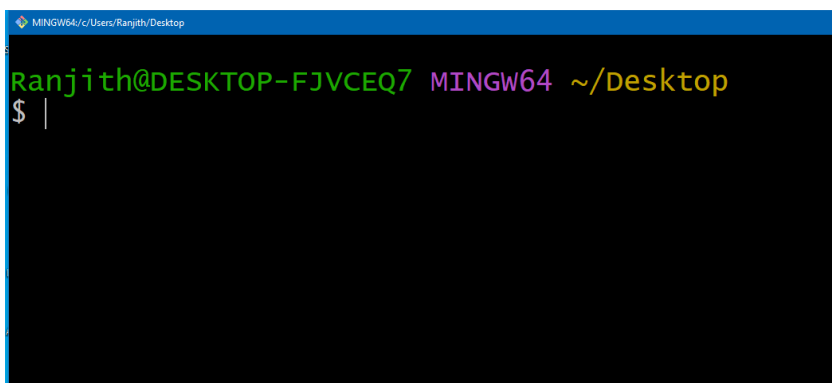 MINGW64:/c/Users/Ranjith/Desktop
Ranjith@DESKTOP-FJVCEQ7 MINGW64 ~/Desktop
$